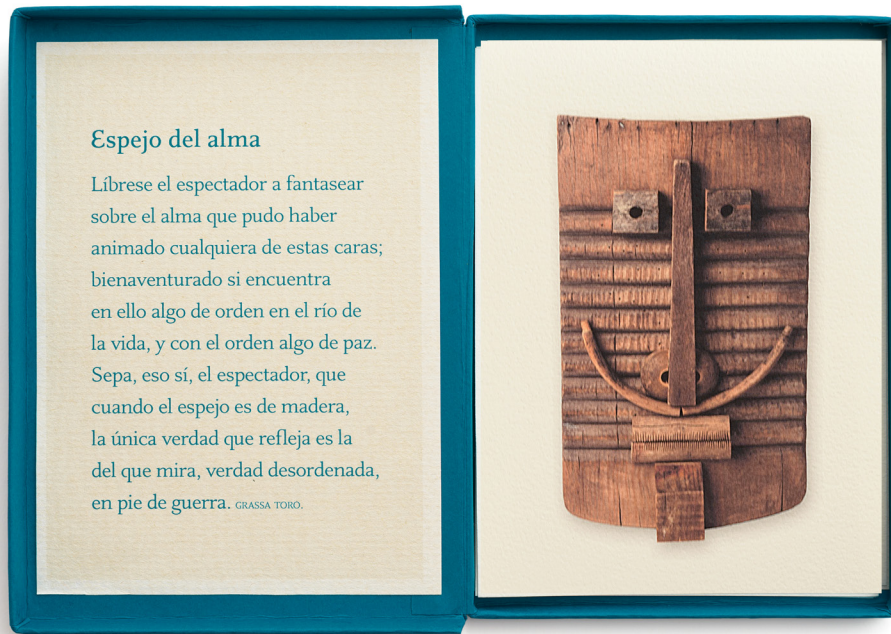 Espejo del alma
Líbrese el espectador a fantasear
sobre el alma que pudo haber
animado cualquiera de estas caras;
bienaventurado si encuentra
en ello algo de orden en el río de
la vida, y con el orden algo de paz.
Sepa, eso sí, el espectador, que
cuando el espejo es de madera,
la única verdad que refleja es la
del que mira, verdad desordenada,
en pie de guerra. GRASSA TORO.